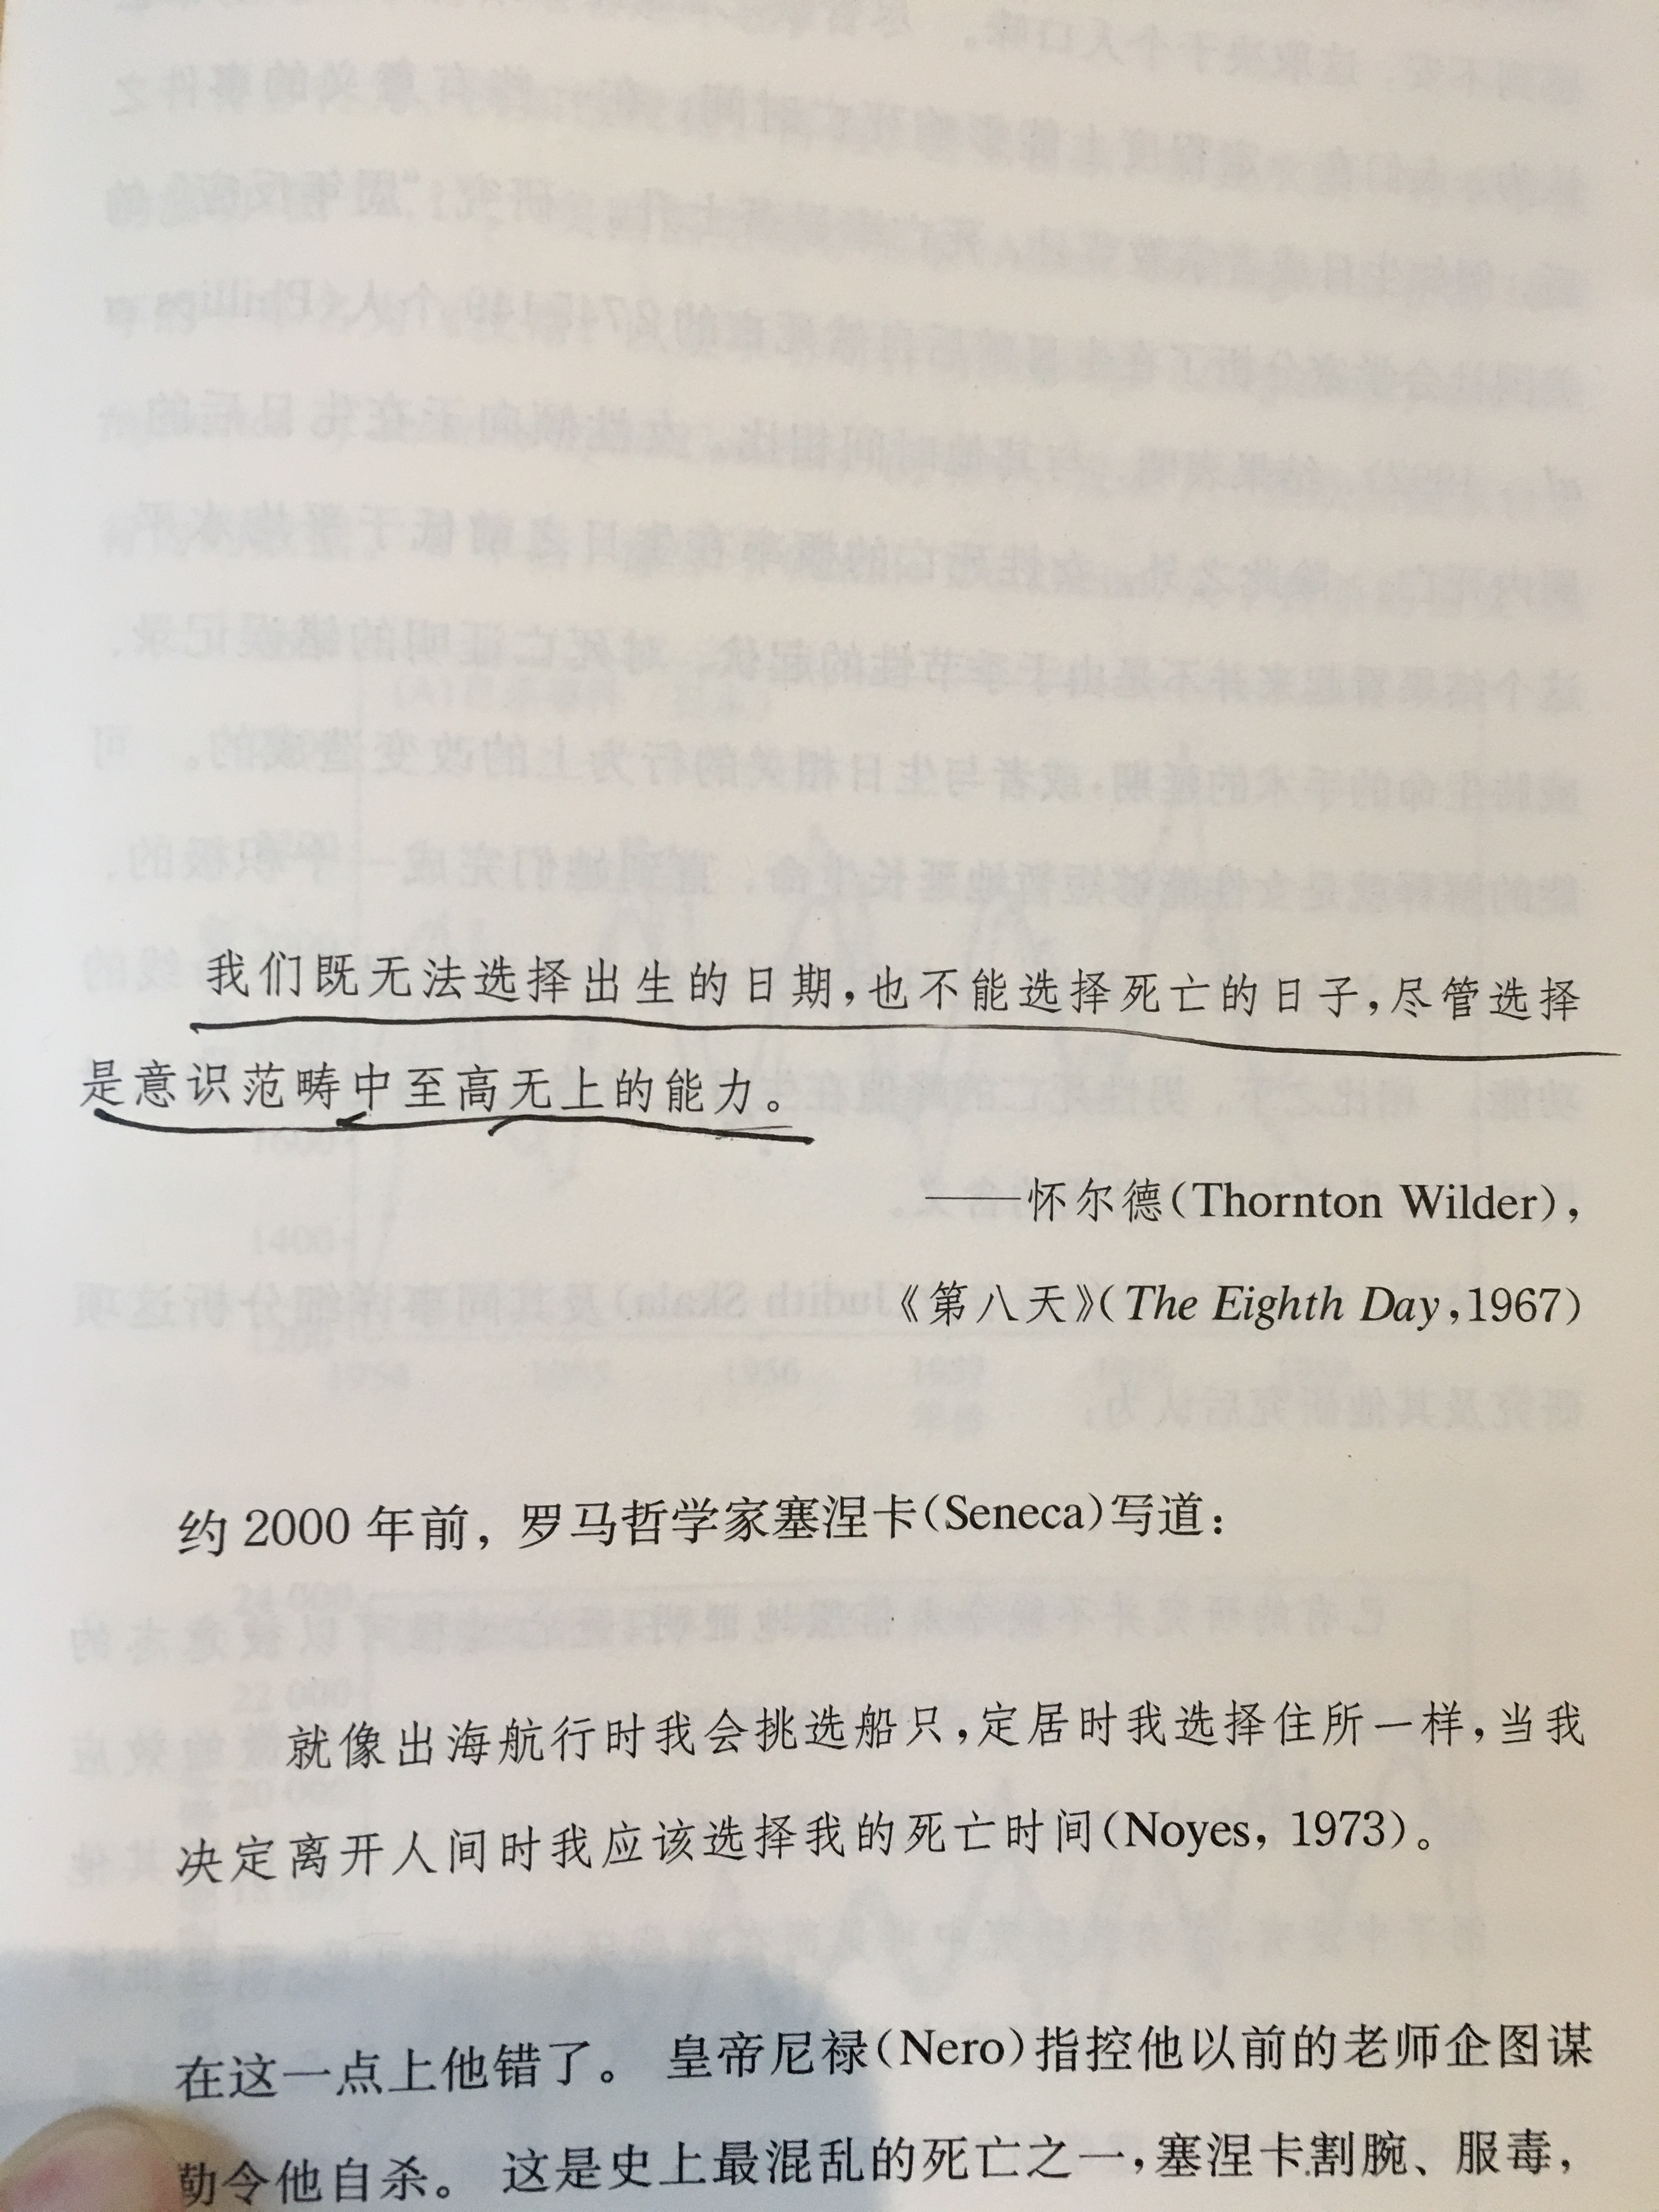 我们既无法选择出生的日期，也不能选择死亡的日子，尽管选择
是意识范畴中至高无上的能力。
——怀尔德(Thornton Wilder)，
《第八天》(The Eighth Day,1967)
约2000年前，罗马哲学家塞涅卡(Seneca)写道：
就像出海航行时我会挑选船只，定居时我选择住所一样，当我
决定离开人间时我应该选择我的死亡时间(Noyes, 1973)。
在这一点上他错了。 皇帝尼禄(Nero)指控他以前的老师企图谋
勒令他自杀。 这是史上最混乱的死亡之一，塞涅卡割腕、服毒，